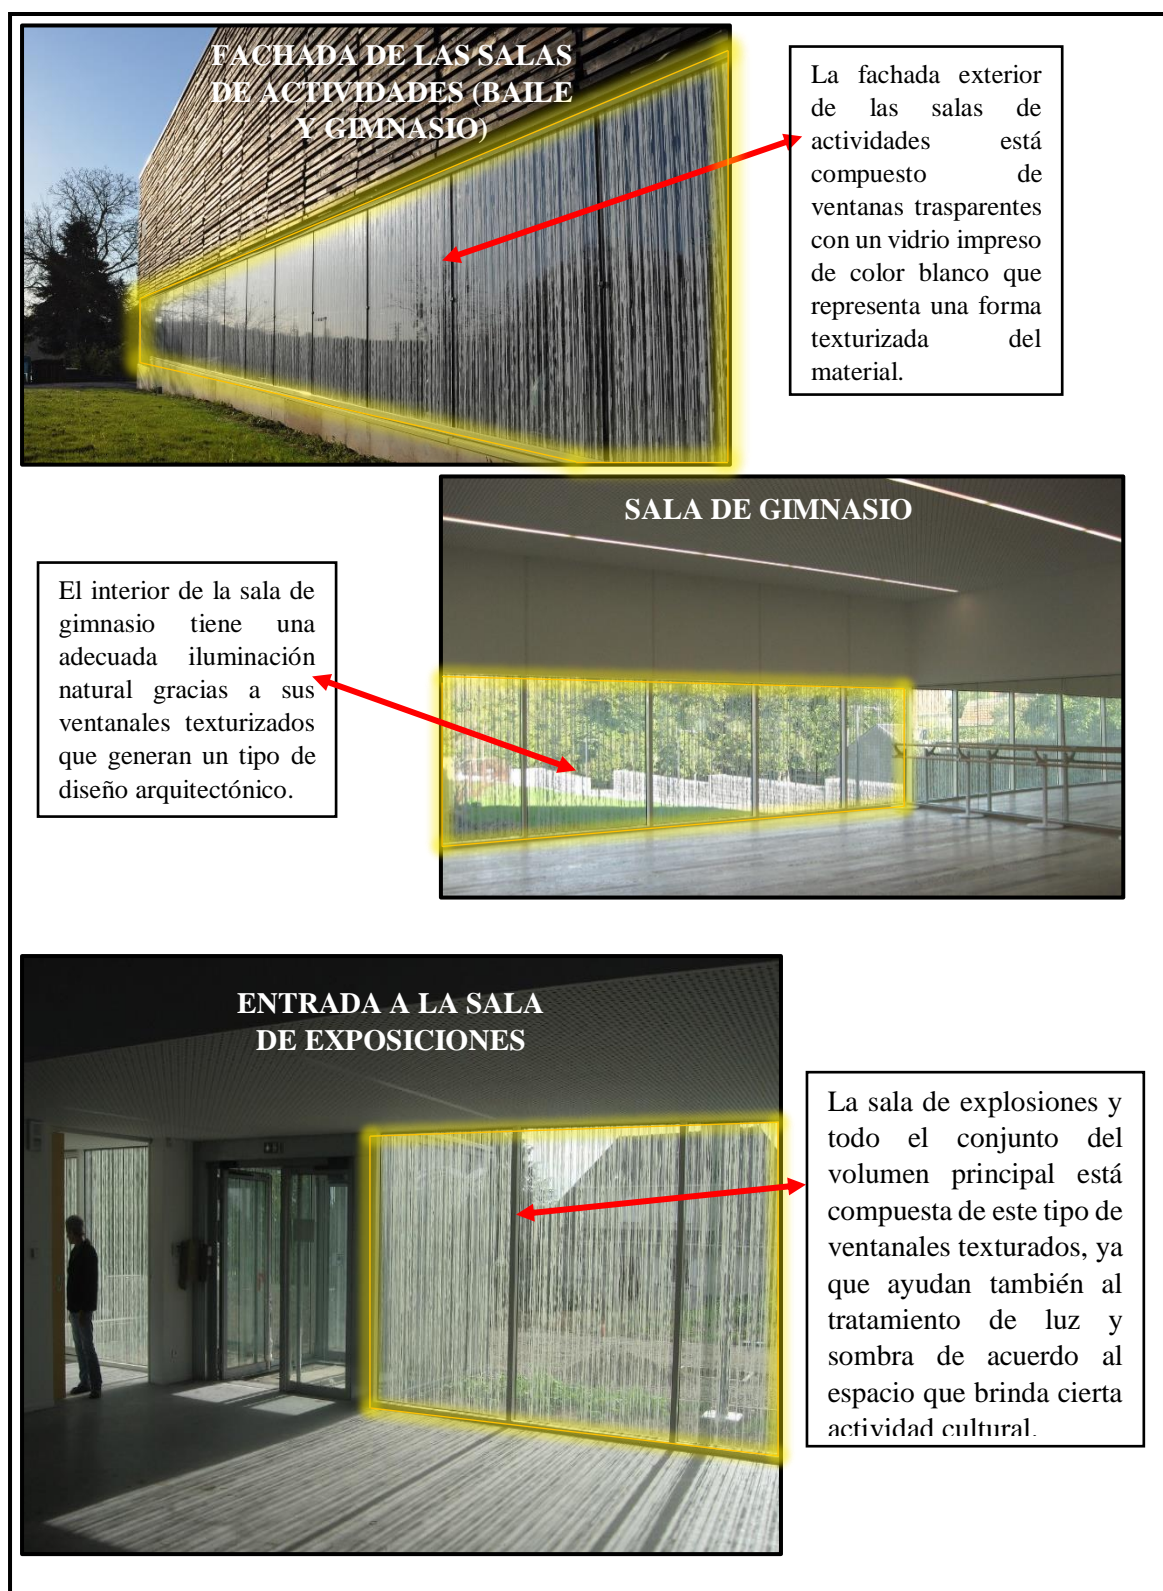 FACHADA DE LAS SALAS
DE ACTIVIDADES (BAILE
Y GIMNASIO)
La fachada exterior
de las salas de
actividades está
compuesto de
ventanas trasparentes
con un vidrio impreso
de color blanco que
representa una forma
texturizada del
material.
SALA DE GIMNASIO
El interior de la sala de
gimnasio tiene una
adecuada iluminación
natural gracias a sus
ventanales texturizados
que generan un tipo de
diseño arquitectónico.
ENTRADA A LA SALA
DE EXPOSICIONES
La sala de explosiones y
todo el conjunto del
volumen principal está
compuesta de este tipo de
ventanales texturados, ya
que ayudan también al
tratamiento de luz y
sombra de acuerdo al
espacio que brinda cierta
actividad cultural.